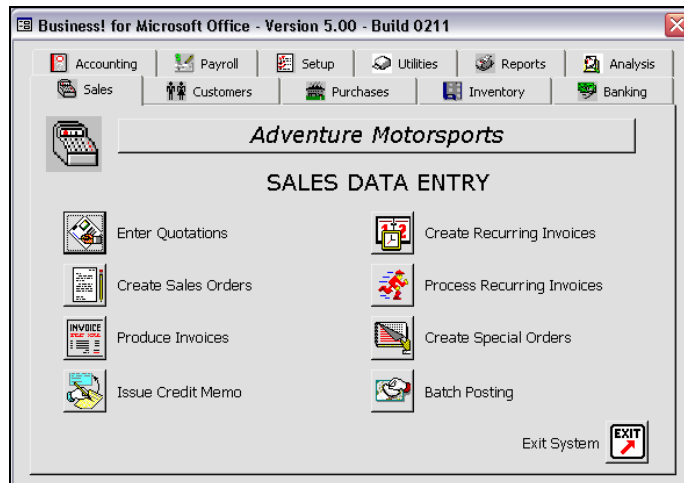 Business! for Microsoft Office - Version 5.00 - Build 0211
Accounting Payroll Setup Utilities Reports Analysis
Sales Customers Purchases Inventory Banking
Adventure Motorsports
SALES DATA ENTRY
Enter Quotations Create Recurring Invoices
Create Sales Orders Process Recurring Invoices
INVOICE
Produce Invoices Create Special Orders
Issue Credit Memo Batch Posting
Exit System EXIT